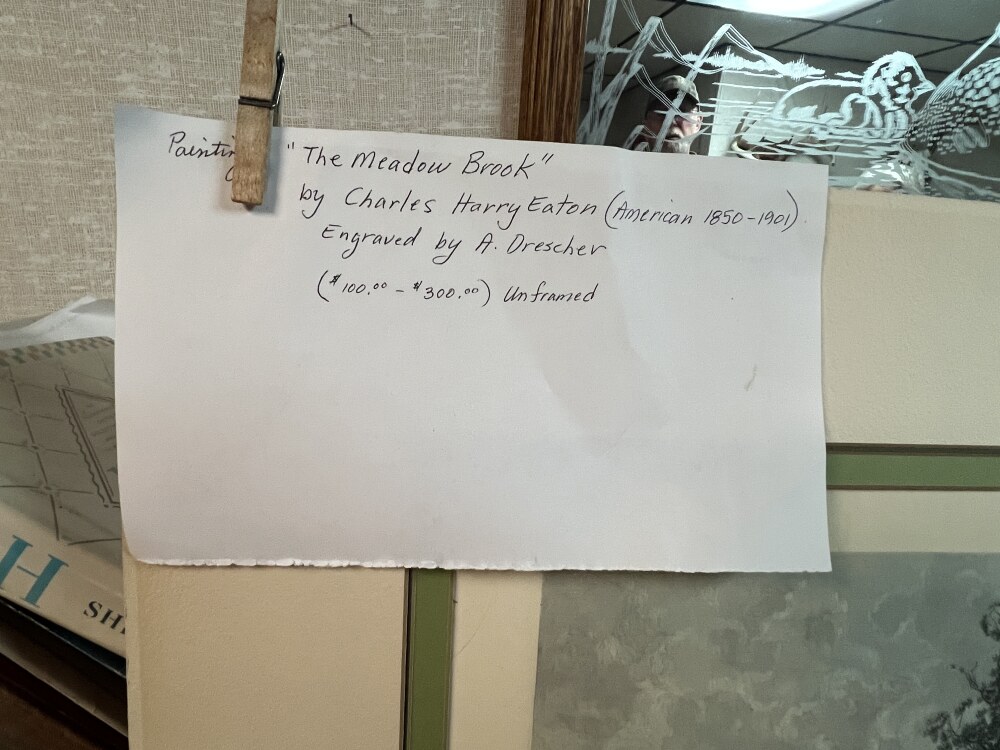 "The Meadow Brook"
by Charles Harry Eaton (American 1850-1901)
Engraved by A. Drescher
($100.00 - $300.00) Unframed
H